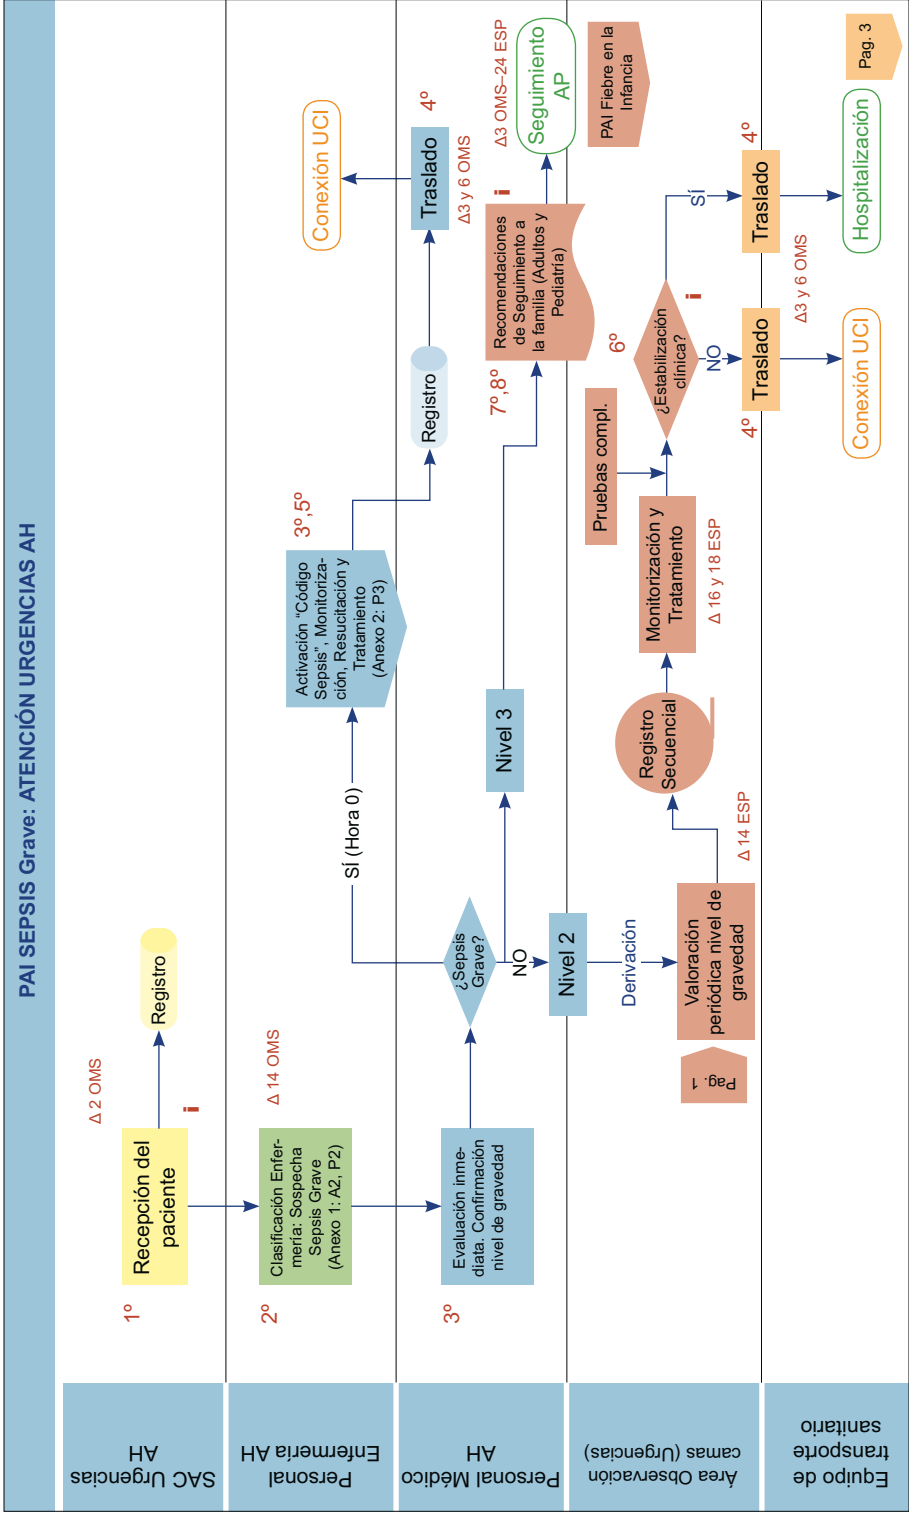 PAI SEPSIS Grave: ATENCIÓN URGENCIAS AH
SAC Urgencias
AH
1º
Recepción del
paciente
Δ 2 OMS
i
Registro
Personal
Enfermería AH
2º
Clasificación Enfer-
mería: Sospecha
Sepsis Grave
(Anexo 1: A2, P2)
Δ 14 OMS
SÍ (Hora 0)
Activación “Código
Sepsis”, Monitoriza-
ción, Resucitación y
Tratamiento
(Anexo 2: P3)
3º,5º
Conexión UCI
Personal Médico
AH
3º
Evaluación inme-
diata. Confirmación
nivel de gravedad
¿Sepsis
Grave?
NO
Nivel 3
Registro
Traslado
4º
Δ3 y 6 OMS
7º,8º
Recomendaciones
de Seguimiento a
la familia (Adultos y
Pediatría)
i
Δ3 OMS–24 ESP
Seguimiento
AP
PAI Fiebre en la
Infancia
Área Observación
camas (Urgencias)
Nivel 2
Derivación
Pag. 1
Valoración
periódica nivel de
gravedad
Δ 14 ESP
Registro
Secuencial
Monitorización y
Tratamiento
Δ 16 y 18 ESP
Pruebas compl.
6º
¿Estabilización
clínica?
i
NO
SÍ
Equipo de
transporte
sanitario
4º
Traslado
4º
Traslado
Δ3 y 6 OMS
Conexión UCI
Hospitalización
Pag. 3